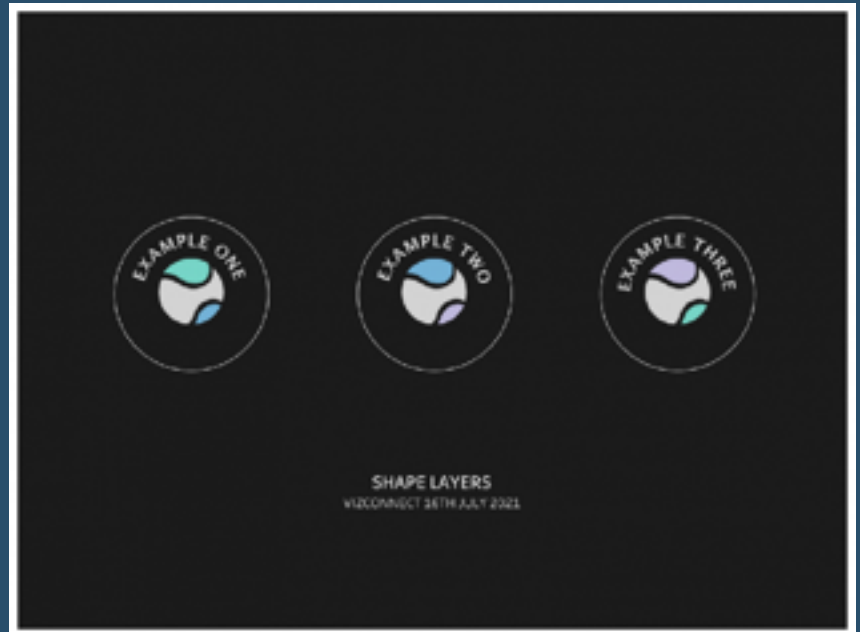 EXAMPLE ONE
EXAMPLE TWO
EXAMPLE THREE
SHAPE LAYERS
VIZCONNECT 16TH JULY 2021